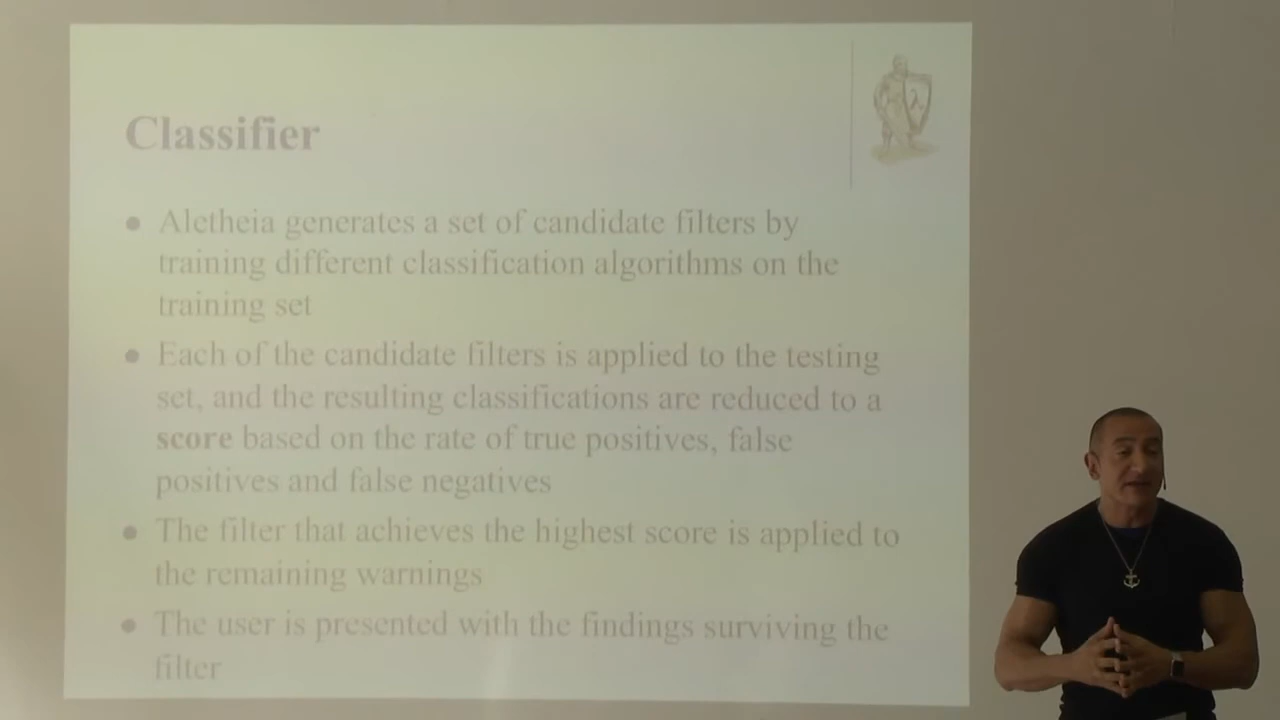 Classifier
λ
Aletheia generates a set of candidate filters by
training different classification algorithms on the
training set
Each of the candidate filters is applied to the testing
set, and the resulting classifications are reduced to a
score based on the rate of true positives, false
positives and false negatives
The filter that achieves the highest score is applied to
the remaining warnings
The user is presented with the findings surviving the
filter